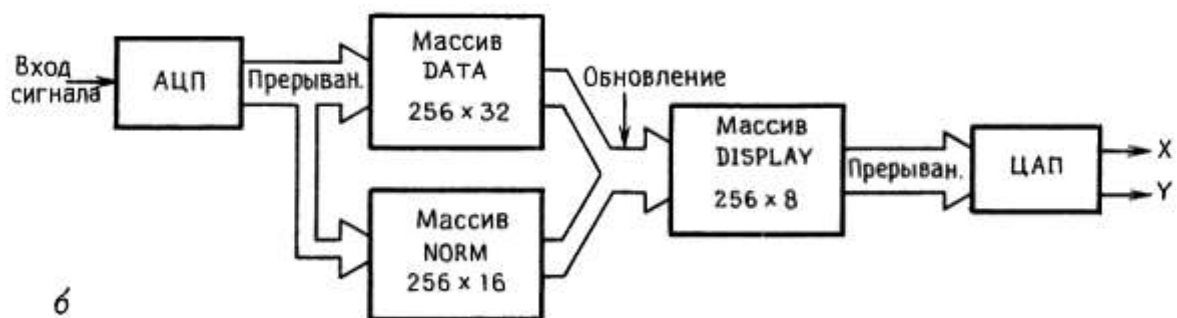 Вход
сигнала
АЦП
Прерыван.
Массив
DATA
256 × 32
Массив
NORM
256 × 16
Обновление
Массив
DISPLAY
256 × 8
Прерыван.
ЦАП
X
Y
б